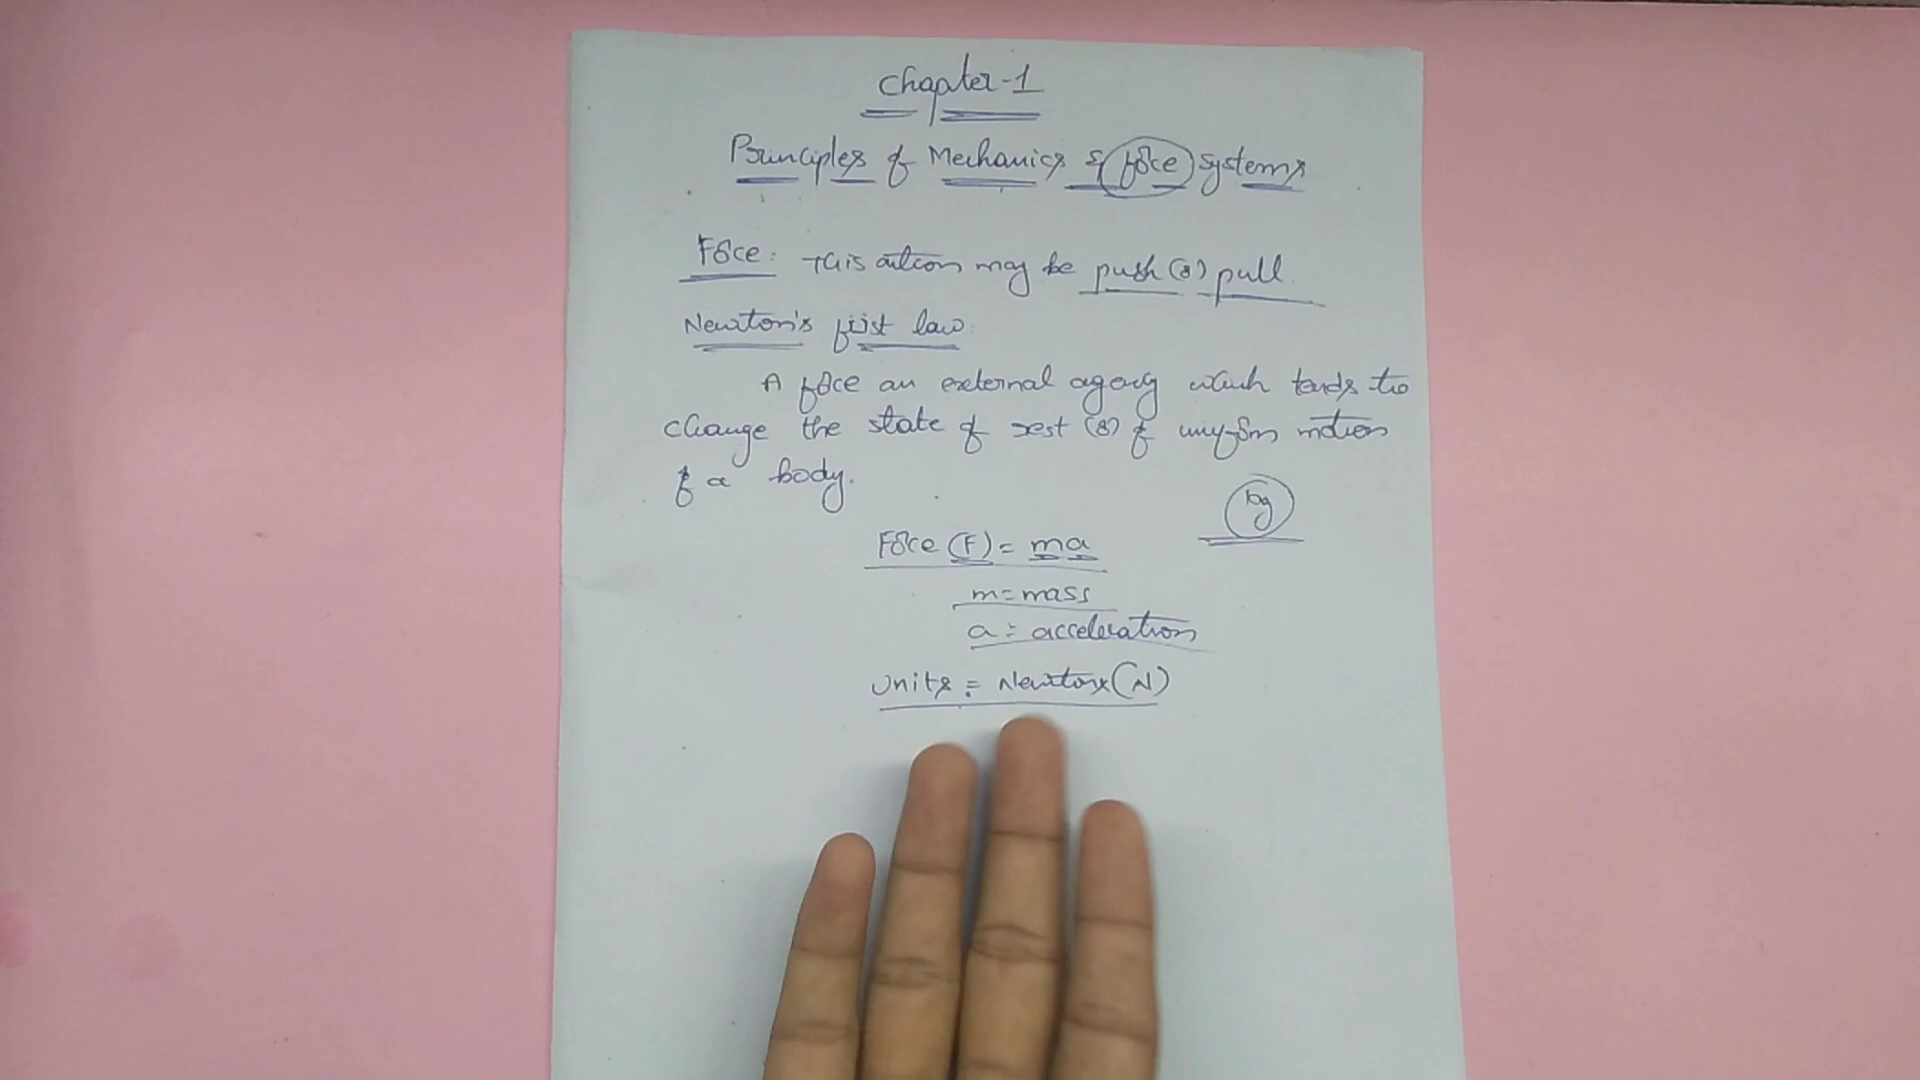 Chapter-1
Principles of Mechanics & force systems
Force: This action may be push (or) pull.
Newton's first law:
A force an external agency which tends to
change the state of rest (or) of uniform motion
of a body.
kg
Force (F) = ma
m = mass
a = acceleration
Units = Newtons (N)